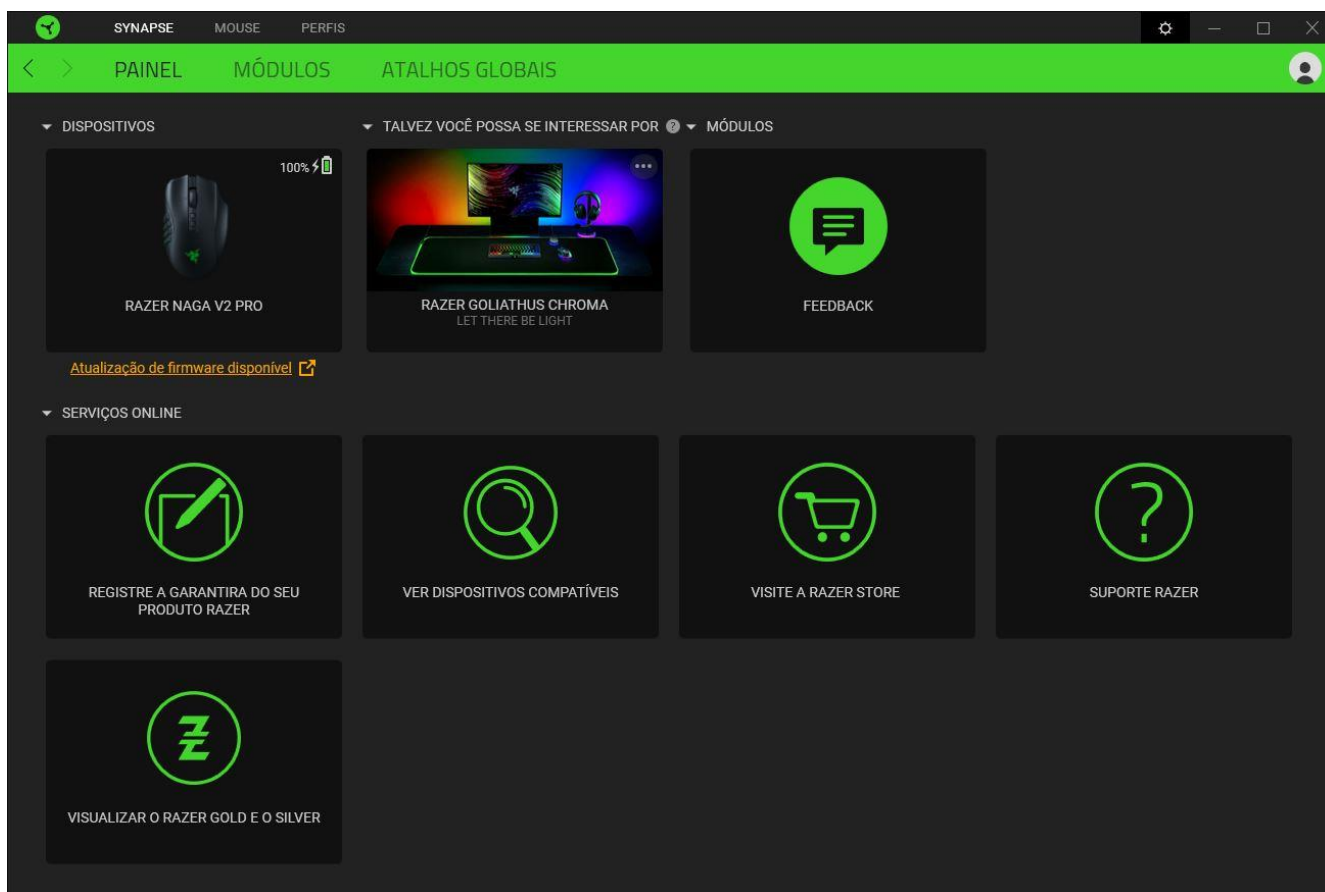 SYNAPSE MOUSE PERFIS
PAINEL MÓDULOS ATALHOS GLOBAIS
DISPOSITIVOS
TALVEZ VOCÊ POSSA SE INTERESSAR POR ?
MÓDULOS
100%
RAZER NAGA V2 PRO
RAZER GOLIATHUS CHROMA
LET THERE BE LIGHT
FEEDBACK
Atualização de firmware disponível
SERVIÇOS ONLINE
REGISTRE A GARANTIRA DO SEU
PRODUTO RAZER
VER DISPOSITIVOS COMPATÍVEIS
VISITE A RAZER STORE
SUPORTE RAZER
VISUALIZAR O RAZER GOLD E O SILVER